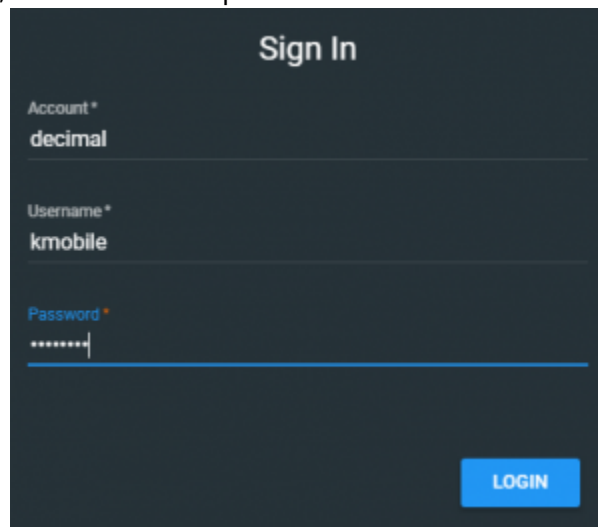 Sign In
Account*
decimal
Username*
kmobile
Password*
••••••••
LOGIN